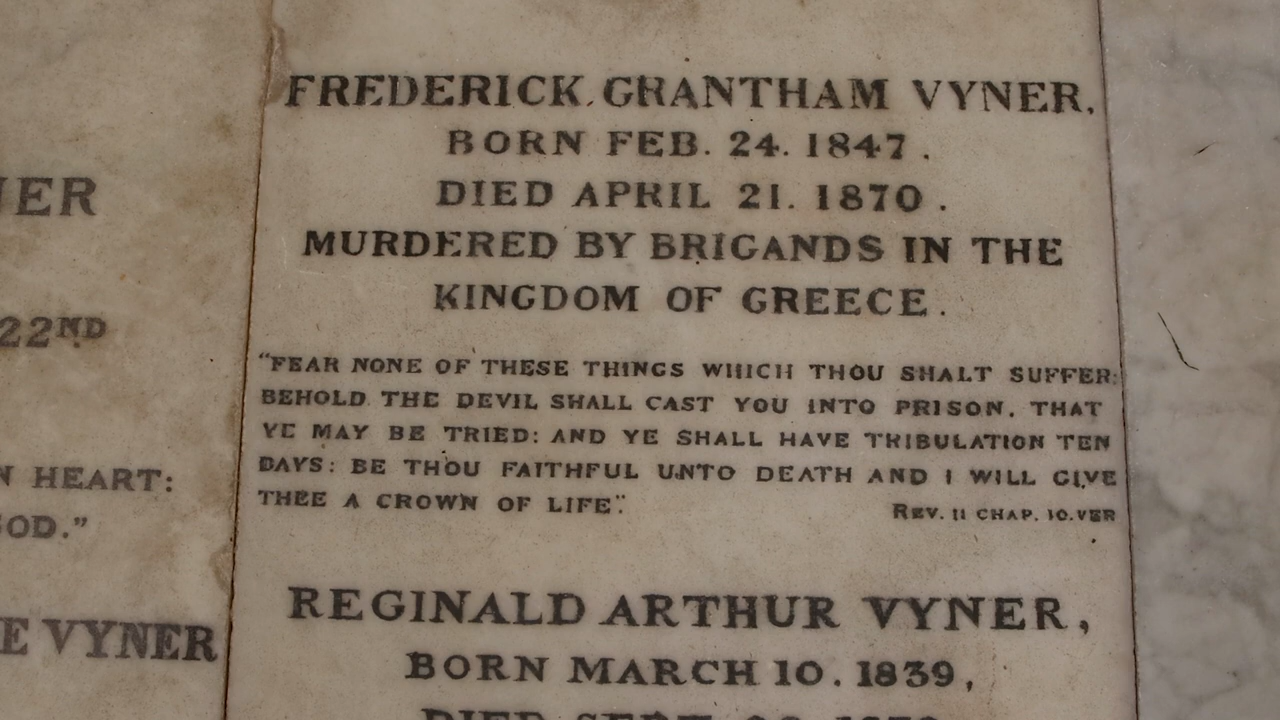 FREDERICK GRANTHAM VYNER,
BORN FEB. 24. 1847.
DIED APRIL 21. 1870.
MURDERED BY BRIGANDS IN THE
KINGDOM OF GREECE.
"FEAR NONE OF THESE THINGS WHICH THOU SHALT SUFFER:
BEHOLD THE DEVIL SHALL CAST YOU INTO PRISON. THAT
YE MAY BE TRIED: AND YE SHALL HAVE TRIBULATION TEN
DAYS: BE THOU FAITHFUL UNTO DEATH AND I WILL GIVE
THEE A CROWN OF LIFE".
REV. II CHAP. 10.VER
REGINALD ARTHUR VYNER,
BORN MARCH 10. 1839,
DIED SEPT.
22ND
N HEART:
OD."
E VYNER